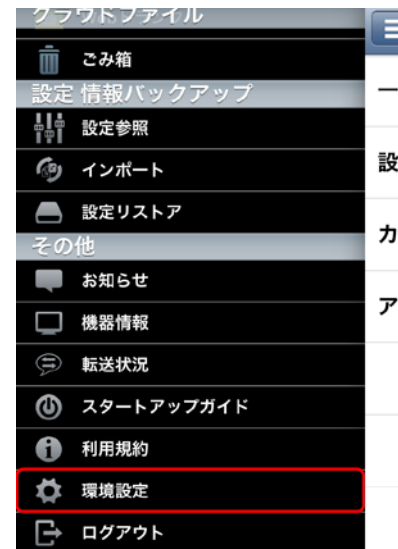 クラウドファイル
ごみ箱
設定 情報バックアップ
設定参照
インポート
設定リストア
その他
お知らせ
機器情報
転送状況
スタートアップガイド
利用規約
環境設定
ログアウト
一
設
カ
ア